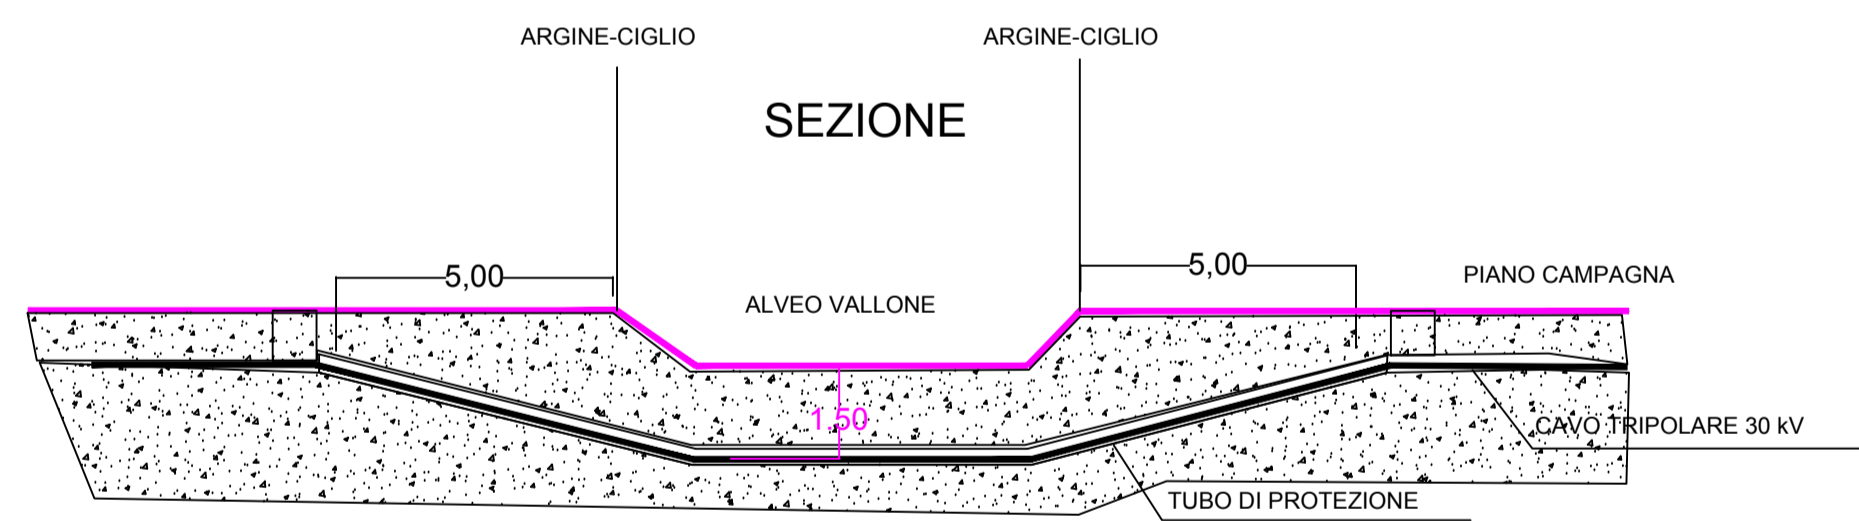 ARGINE-CIGLIO
ARGINE-CIGLIO
SEZIONE
5,00
5,00
PIANO CAMPAGNA
ALVEO VALLONE
1,50
CAVO TRIPOLARE 30 kV
TUBO DI PROTEZIONE